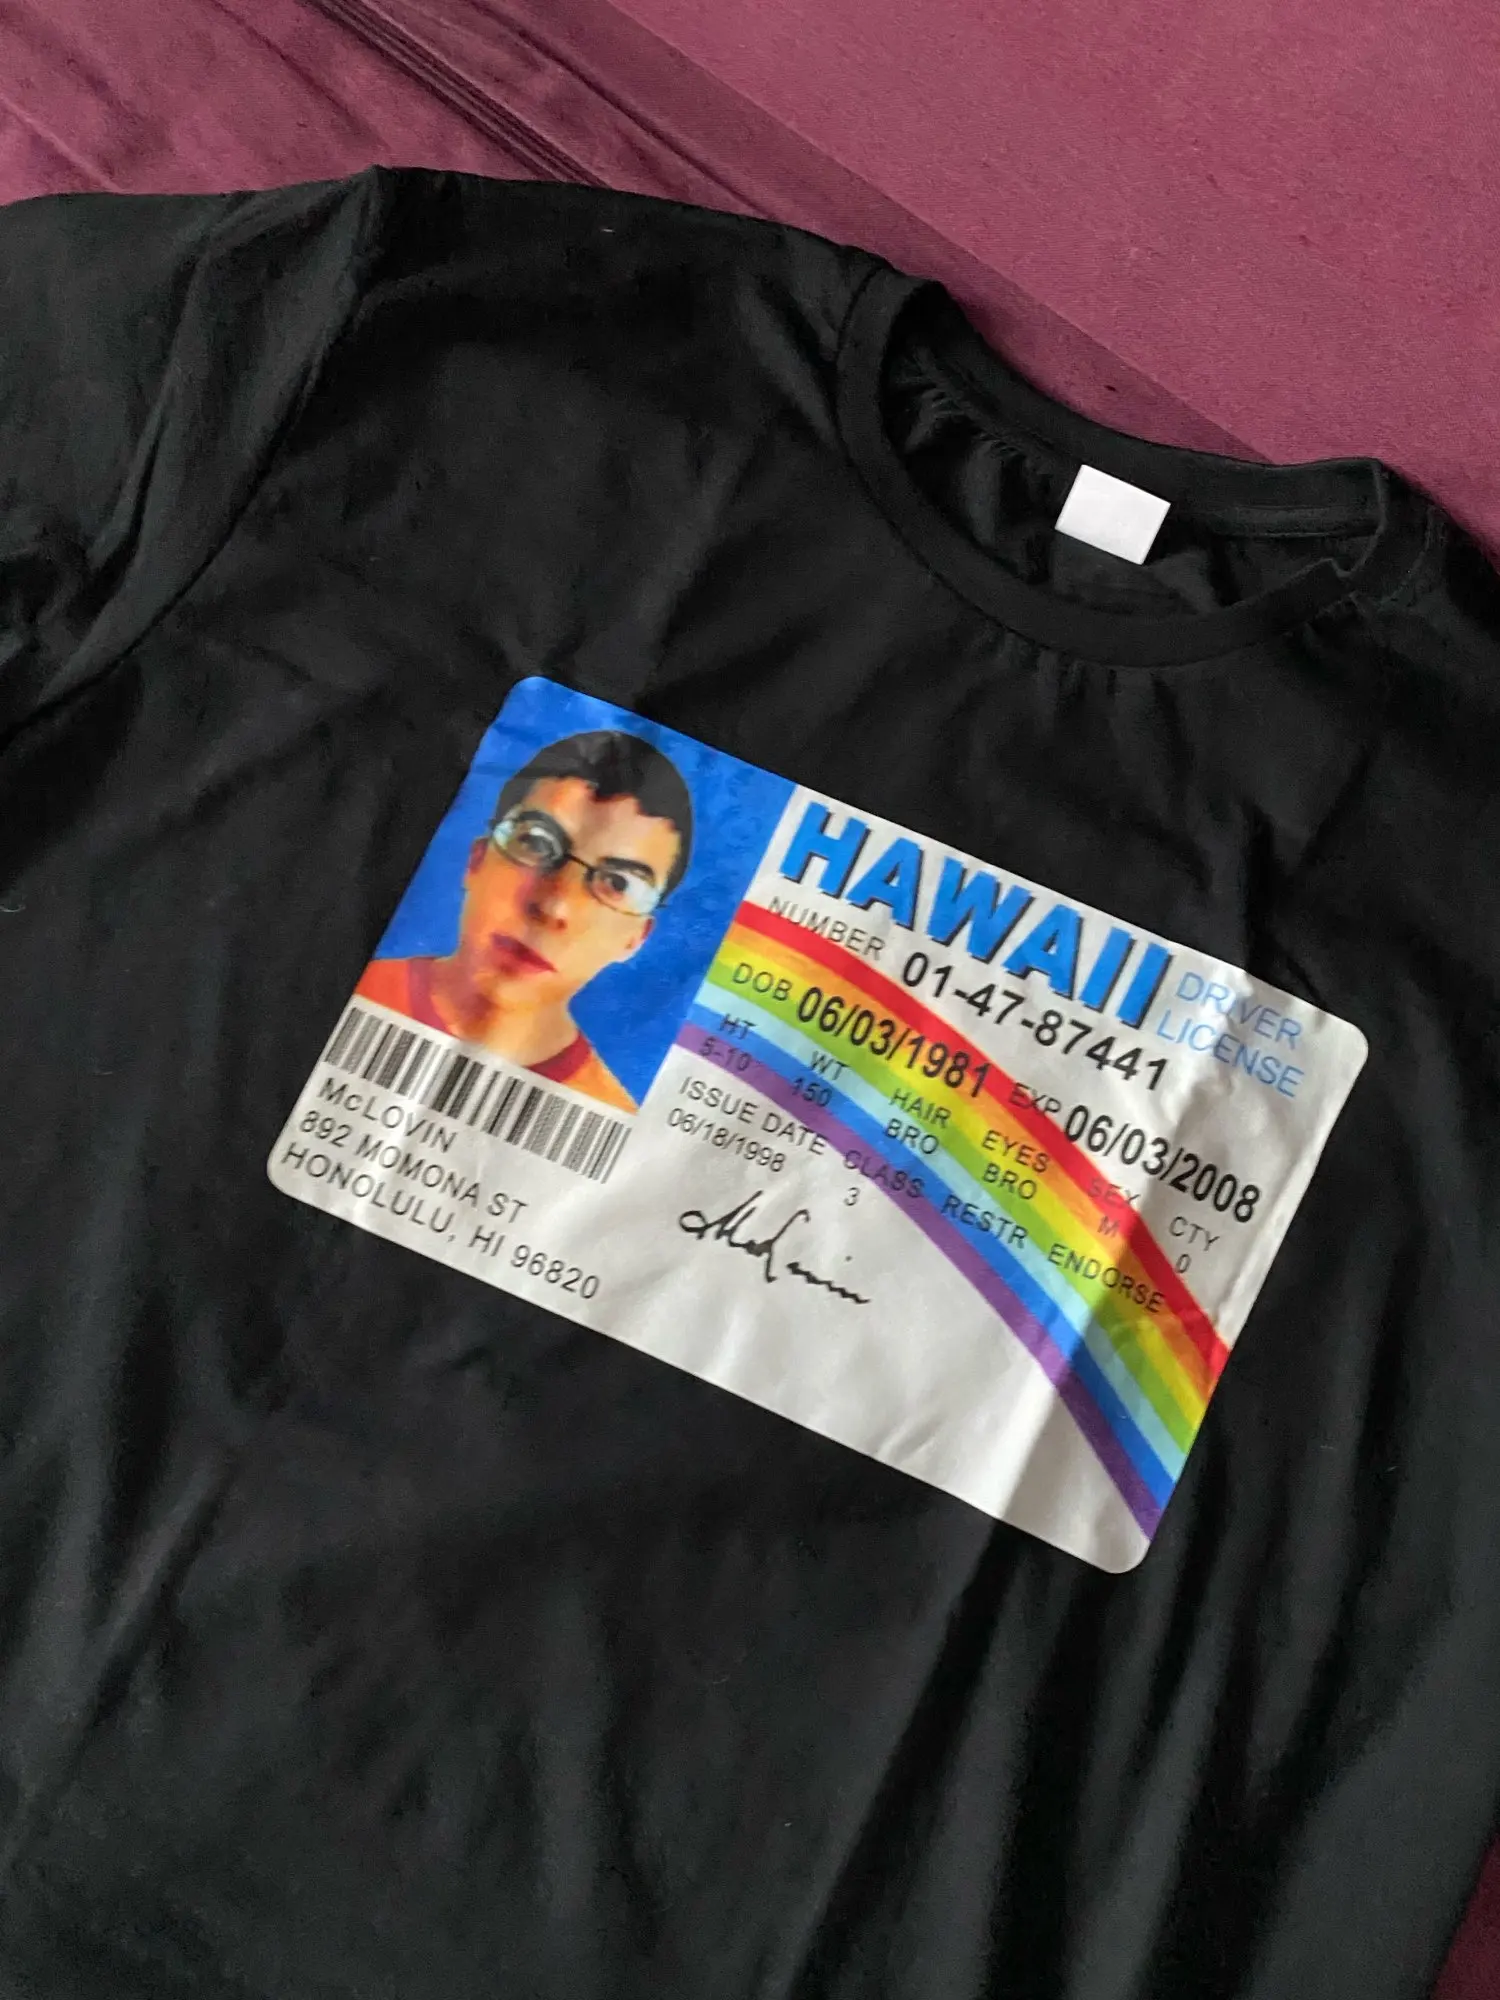 HAWAII
DRIVER
LICENSE
NUMBER 01-47-87441
DOB 06/03/1981 EXP 06/03/2008
HT WT HAIR EYES SEX CTY
5-10 150 BRO BRO M 0
ISSUE DATE CLASS RESTR ENDORSE
06/18/1998 3
McLovin
McLOVIN
892 MOMONA ST
HONOLULU, HI 96820